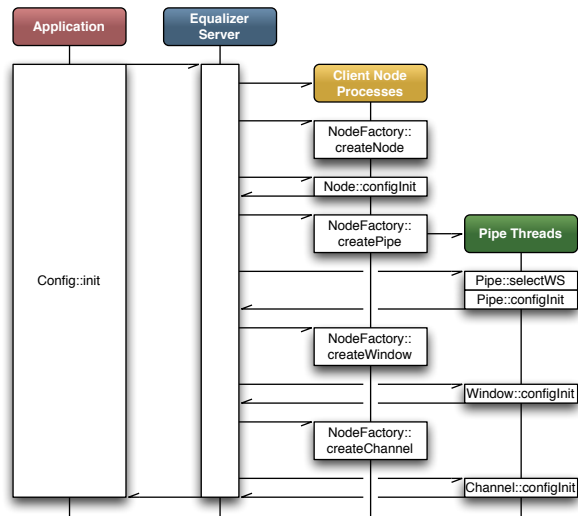 Application
Equalizer
Server
Client Node
Processes
NodeFactory::
createNode
Node::configInit
NodeFactory::
createPipe
Pipe Threads
Config::init
Pipe::selectWS
Pipe::configInit
NodeFactory::
createWindow
Window::configInit
NodeFactory::
createChannel
Channel::configInit